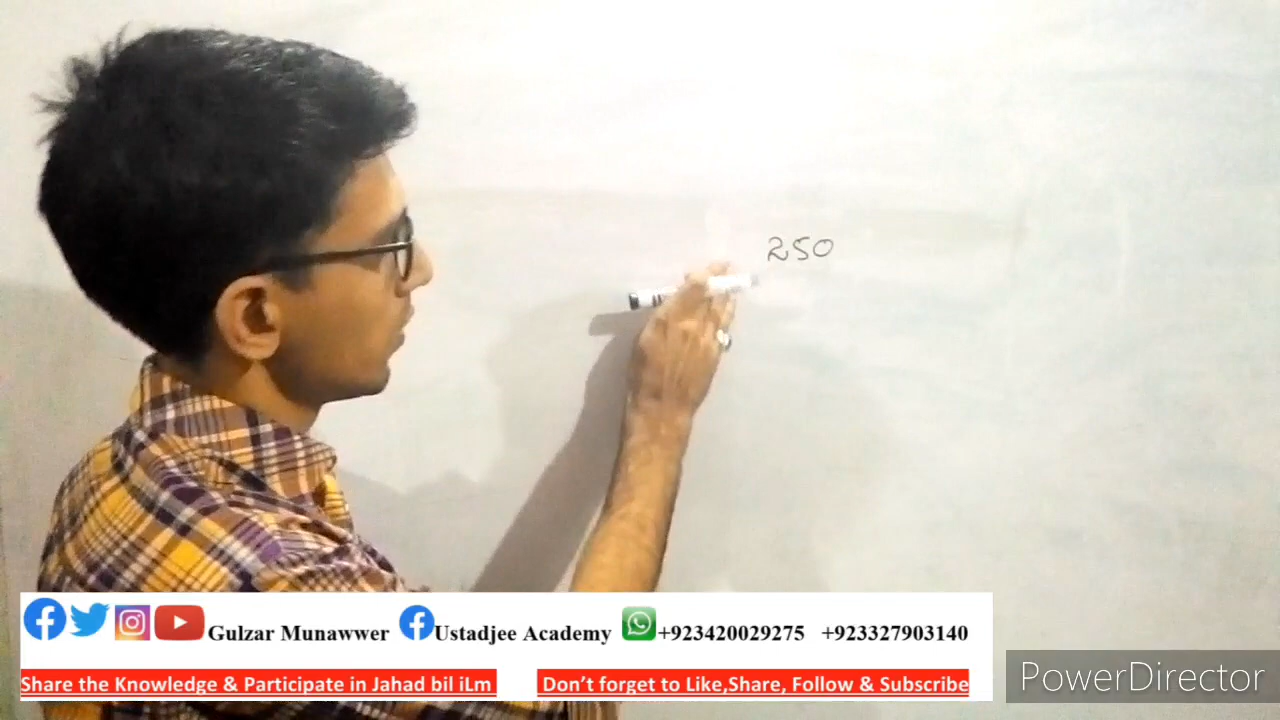 250
Gulzar Munawwer Ustadjee Academy +923420029275 +923327903140
Share the Knowledge & Participate in Jahad bil iLm Don't forget to Like,Share, Follow & Subscribe
PowerDirector